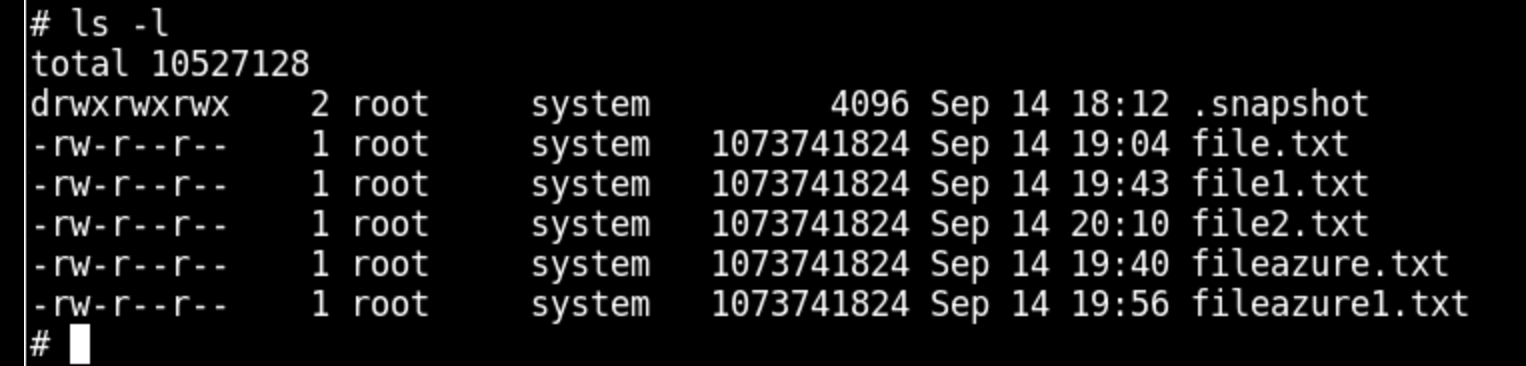 # ls -l
total 10527128
drwxrwxrwx    2 root     system         4096 Sep 14 18:12 .snapshot
-rw-r--r--    1 root     system   1073741824 Sep 14 19:04 file.txt
-rw-r--r--    1 root     system   1073741824 Sep 14 19:43 file1.txt
-rw-r--r--    1 root     system   1073741824 Sep 14 20:10 file2.txt
-rw-r--r--    1 root     system   1073741824 Sep 14 19:40 fileazure.txt
-rw-r--r--    1 root     system   1073741824 Sep 14 19:56 fileazure1.txt
#